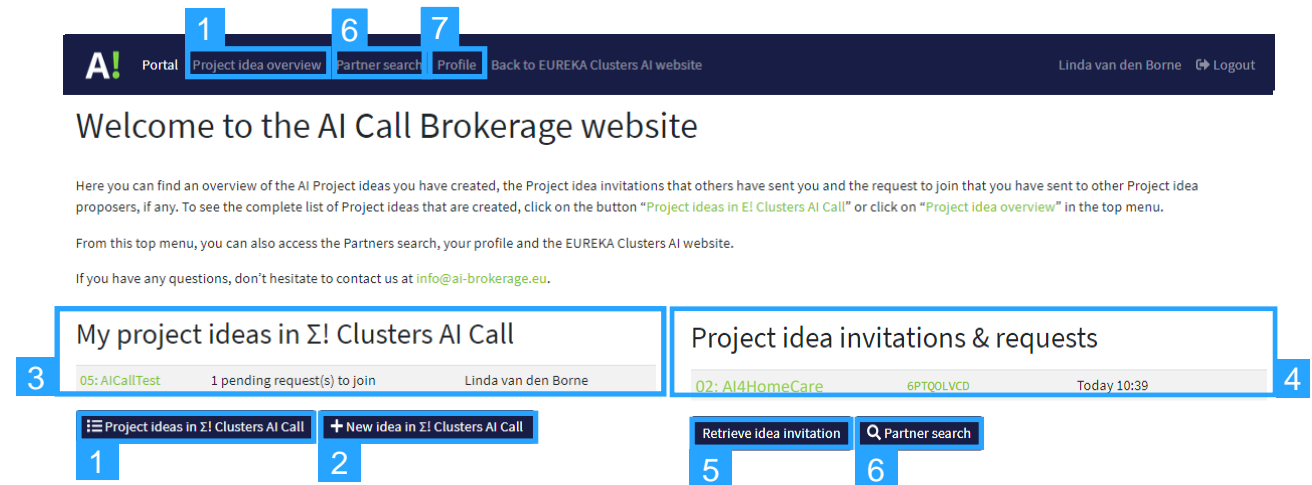 1 6 7
A! Portal Project idea overview Partner search Profile Back to EUREKA Clusters AI website Linda van den Borne Logout
Welcome to the AI Call Brokerage website
Here you can find an overview of the AI Project ideas you have created, the Project idea invitations that others have sent you and the request to join that you have sent to other Project idea
proposers, if any. To see the complete list of Project ideas that are created, click on the button “Project ideas in E! Clusters AI Call” or click on “Project idea overview” in the top menu.
From this top menu, you can also access the Partners search, your profile and the EUREKA Clusters AI website.
If you have any questions, don’t hesitate to contact us at info@ai-brokerage.eu.
My project ideas in Σ! Clusters AI Call
3 05: AICallTest 1 pending request(s) to join Linda van den Borne
Project ideas in Σ! Clusters AI Call + New idea in Σ! Clusters AI Call
1 2
Project idea invitations & requests
02: AI4HomeCare 6PTQOLVCD Today 10:39 4
Retrieve idea invitation Partner search
5 6